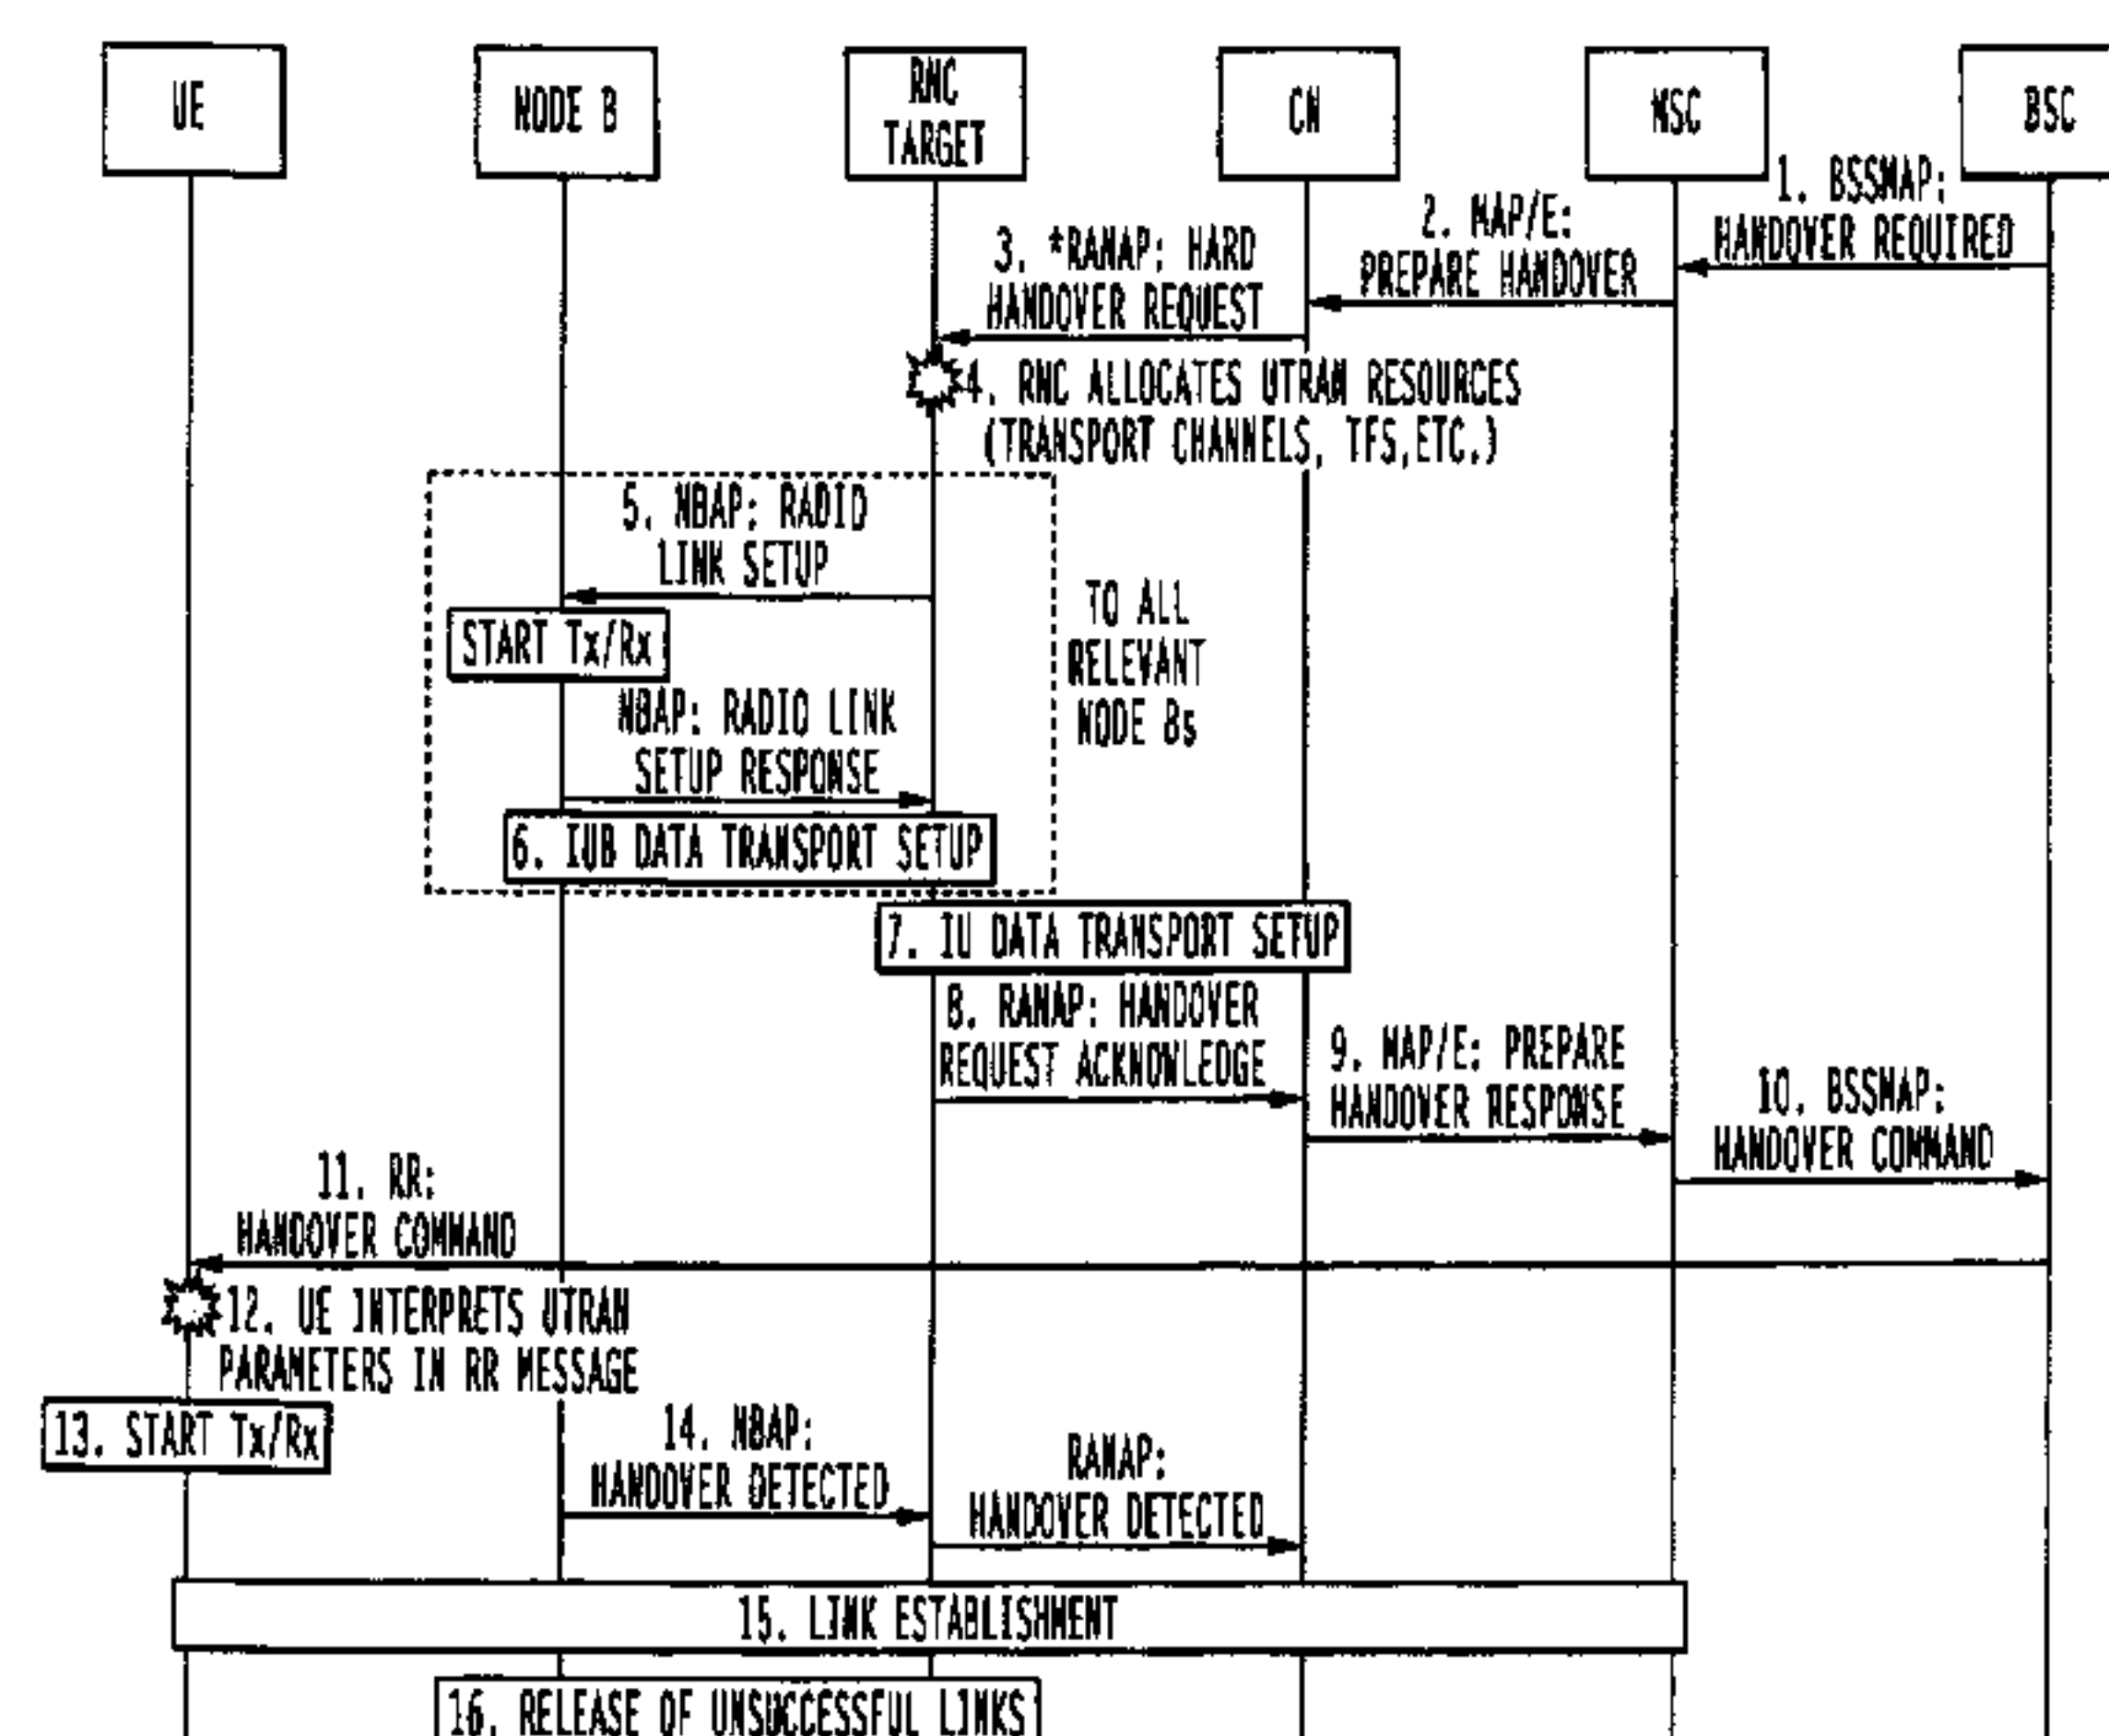 UE
NODE B
RNC
TARGET
CN
MSC
BSC
1. BSSMAP:
HANDOVER REQUIRED
2. MAP/E:
PREPARE HANDOVER
3. *RANAP: HARD
HANDOVER REQUEST
4. RNC ALLOCATES UTRAN RESOURCES
(TRANSPORT CHANNELS, TFS,ETC.)
5. NBAP: RADIO
LINK SETUP
START Tx/Rx
TO ALL
RELEVANT
NODE Bs
NBAP: RADIO LINK
SETUP RESPONSE
6. IUB DATA TRANSPORT SETUP
7. IU DATA TRANSPORT SETUP
8. RANAP: HANDOVER
REQUEST ACKNOWLEDGE
9. MAP/E: PREPARE
HANDOVER RESPONSE
10. BSSMAP:
HANDOVER COMMAND
11. RR:
HANDOVER COMMAND
12. UE INTERPRETS UTRAN
PARAMETERS IN RR MESSAGE
13. START Tx/Rx
14. NBAP:
HANDOVER DETECTED
RANAP:
HANDOVER DETECTED
15. LINK ESTABLISHMENT
16. RELEASE OF UNSUCCESSFUL LINKS